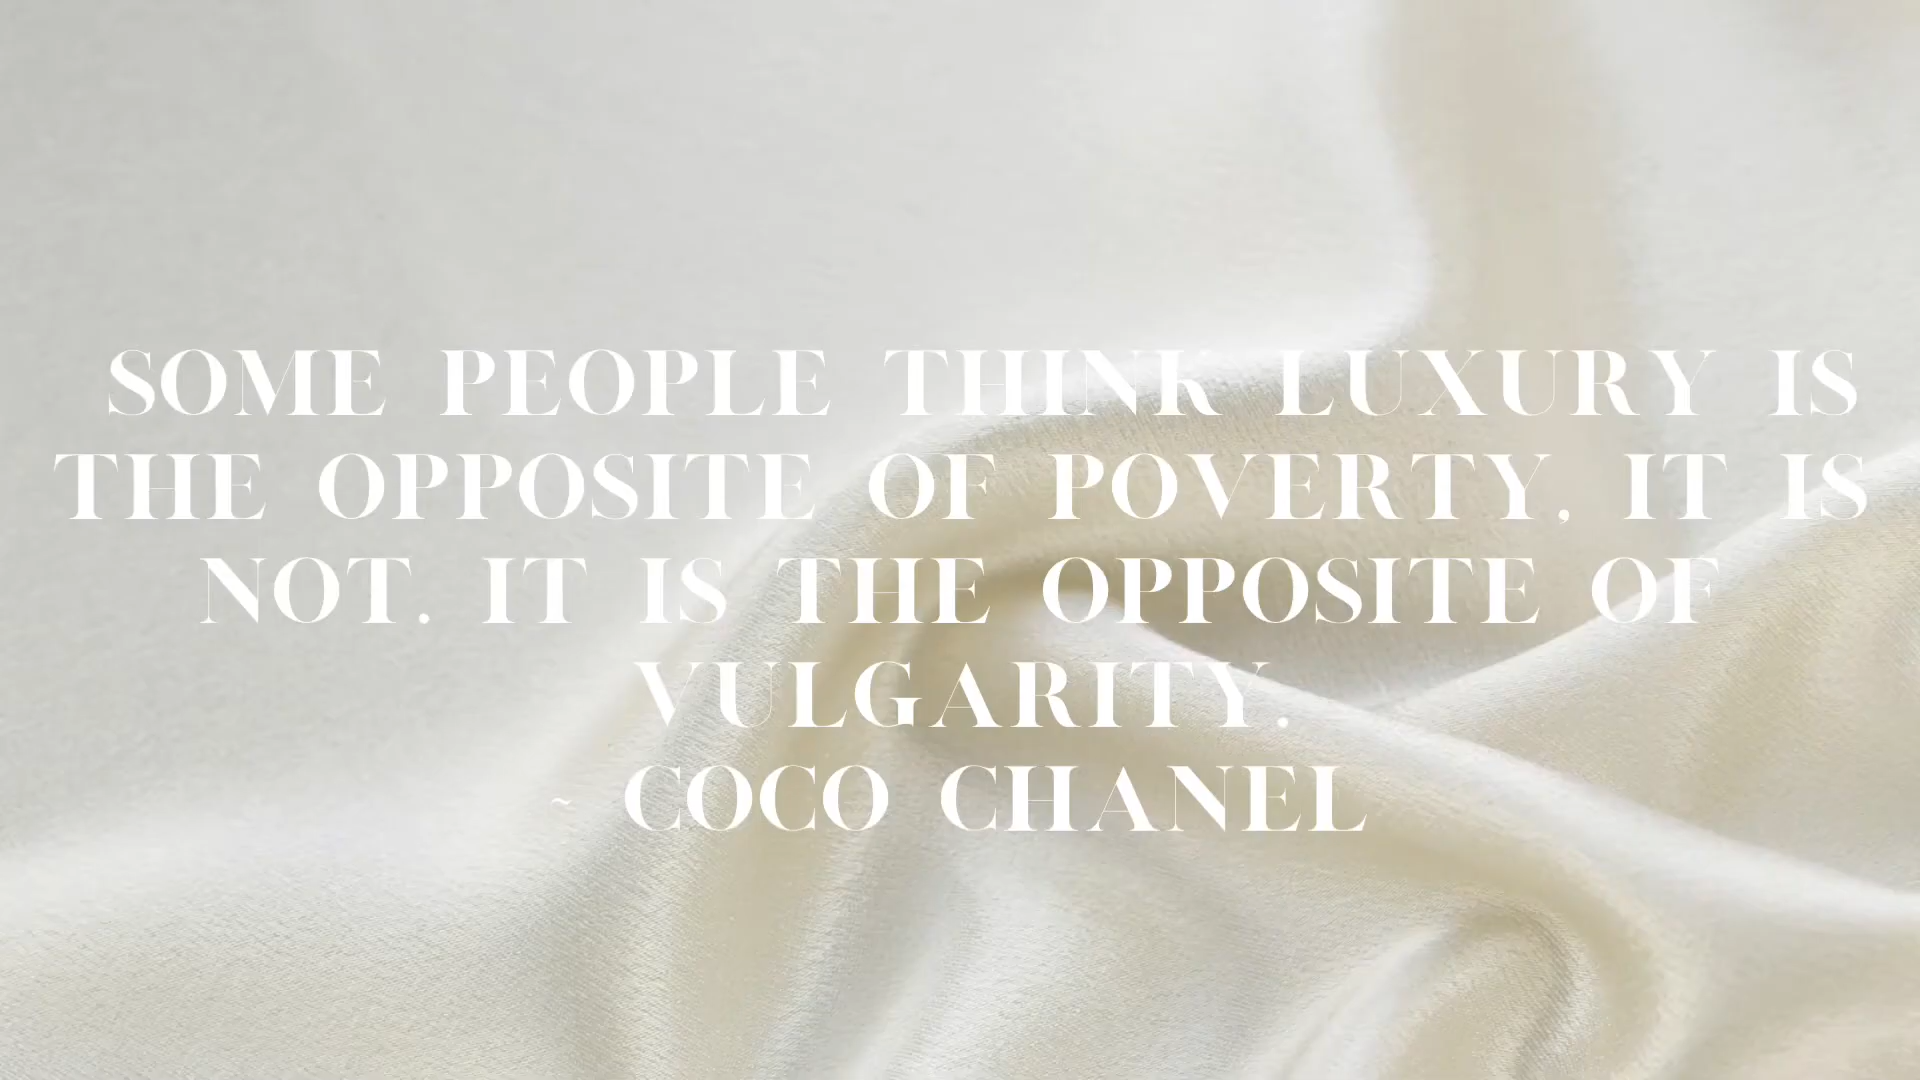 SOME PEOPLE THINK LUXURY IS
THE OPPOSITE OF POVERTY, IT IS
NOT. IT IS THE OPPOSITE OF
VULGARITY.
~ COCO CHANEL